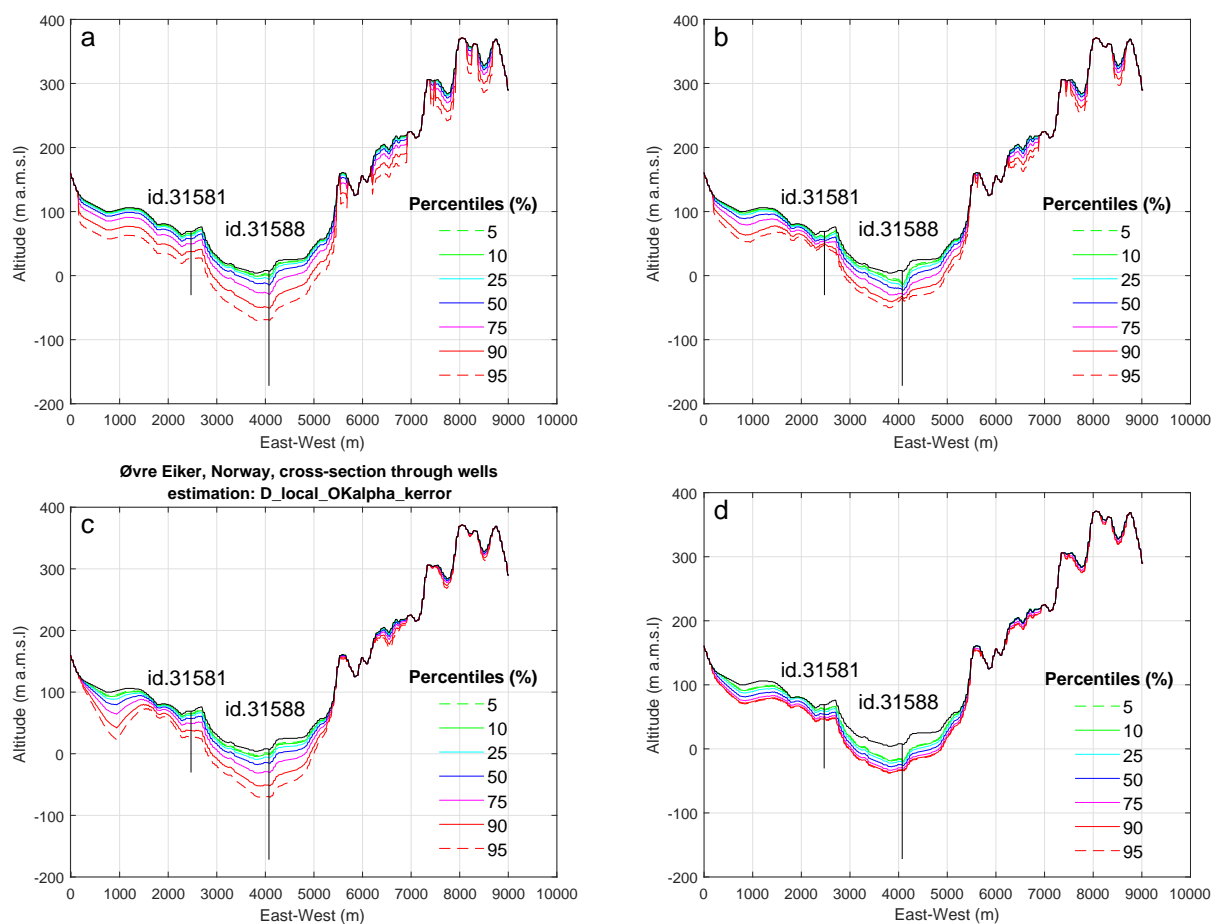 a
400
300
200
100
0
-100
-200
Altitude (m a.m.s.l)
id.31581
id.31588
Percentiles (%)
5
10
25
50
75
90
95
0 1000 2000 3000 4000 5000 6000 7000 8000 9000 10000
East-West (m)
b
400
300
200
100
0
-100
-200
Altitude (m a.m.s.l)
id.31581
id.31588
Percentiles (%)
5
10
25
50
75
90
95
0 1000 2000 3000 4000 5000 6000 7000 8000 9000 10000
East-West (m)
Øvre Eiker, Norway, cross-section through wells
estimation: D_local_OKalpha_kerror
c
400
300
200
100
0
-100
-200
Altitude (m a.m.s.l)
id.31581
id.31588
Percentiles (%)
5
10
25
50
75
90
95
0 1000 2000 3000 4000 5000 6000 7000 8000 9000 10000
East-West (m)
d
400
300
200
100
0
-100
-200
Altitude (m a.m.s.l)
id.31581
id.31588
Percentiles (%)
5
10
25
50
75
90
95
0 1000 2000 3000 4000 5000 6000 7000 8000 9000 10000
East-West (m)